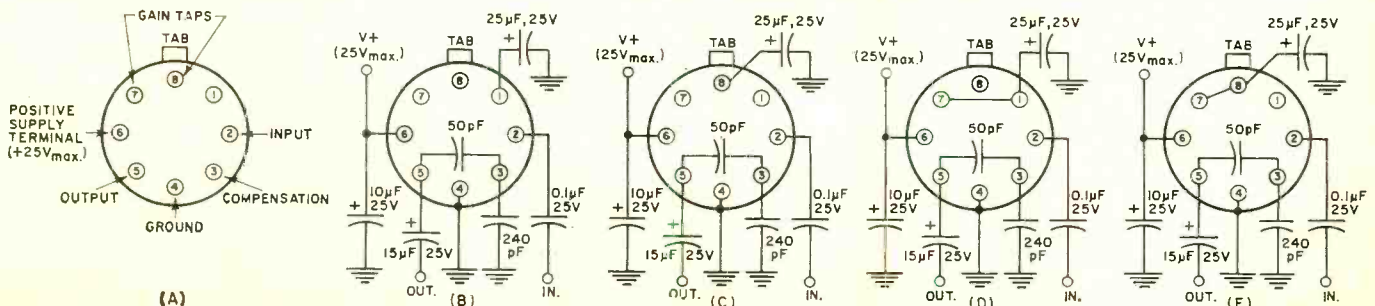 GAIN TAPS
TAB
8
7
1
POSITIVE
SUPPLY
TERMINAL
(+25Vmax.)
6
2
INPUT
5
3
OUTPUT
4
COMPENSATION
GROUND
(A)
25µF, 25V
+
V+
(25Vmax.)
TAB
8
7
1
6
2
50pF
5
3
4
10µF
25V
+
0.1µF
25V
+
15µF
25V
240
pF
OUT.
(B)
IN.
25µF, 25V
+
V+
(25Vmax.)
TAB
8
7
1
6
2
50pF
5
3
4
10µF
25V
+
0.1µF
25V
+
15µF
25V
240
pF
OUT.
(C)
IN.
25µF, 25V
+
V+
(25Vmax.)
TAB
8
7
1
6
2
50pF
5
3
4
10µF
25V
+
0.1µF
25V
+
15µF
25V
240
pF
OUT.
(D)
IN.
25µF, 25V
+
V+
(25Vmax.)
TAB
8
7
1
6
2
50pF
5
3
4
10µF
25V
+
0.1µF
25V
+
15µF
25V
240
pF
OUT.
(E)
IN.